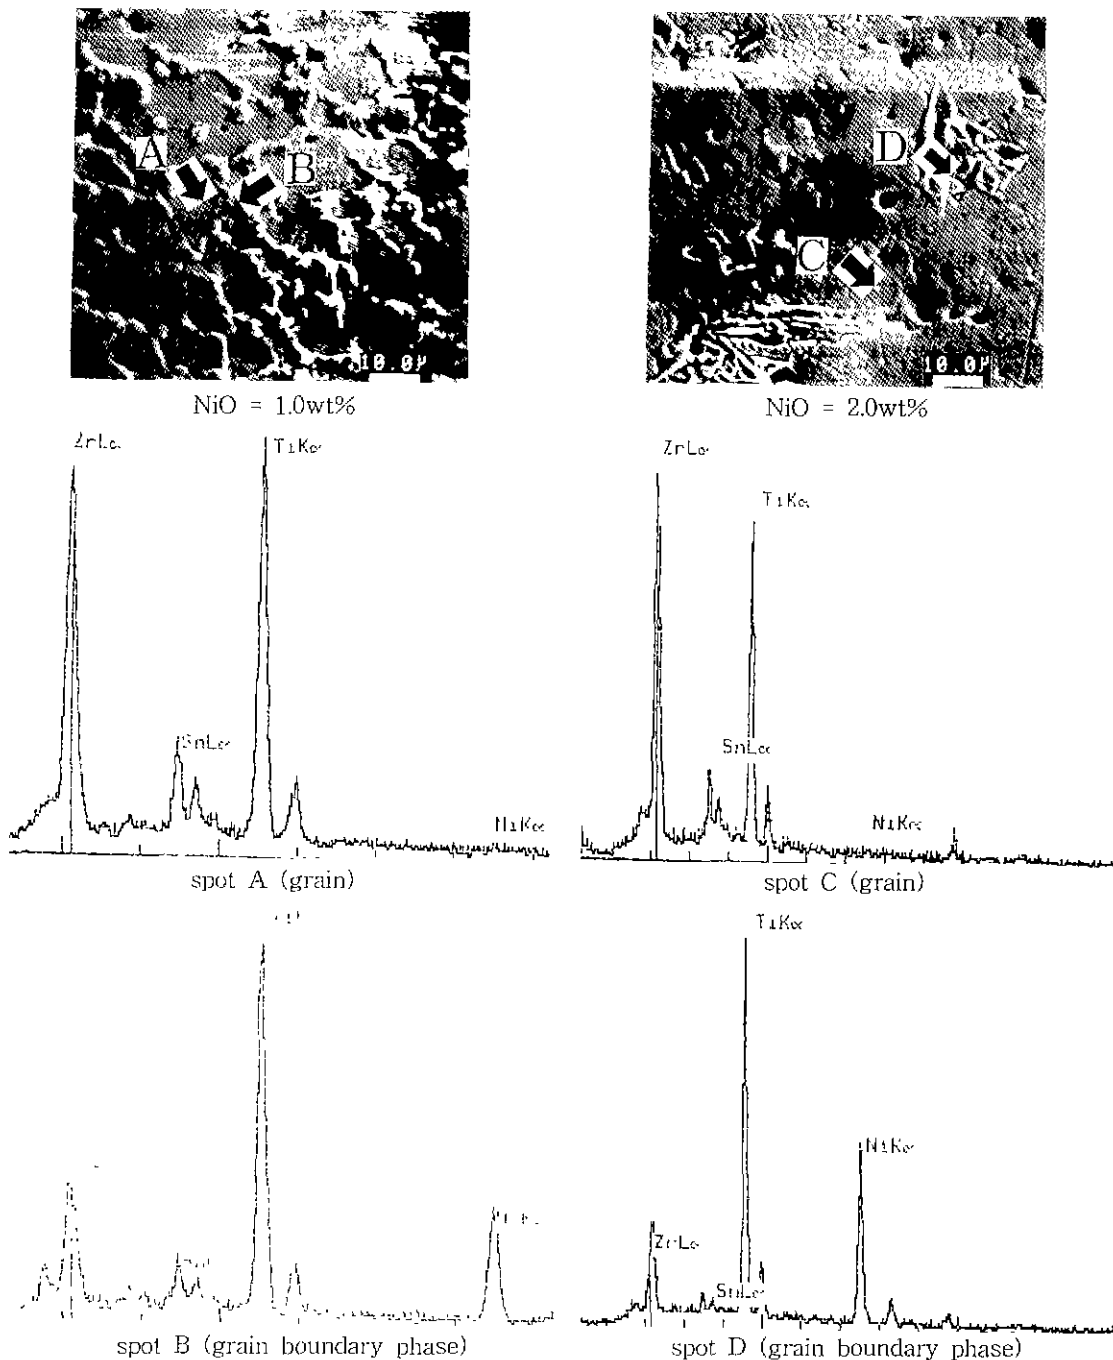 A
B
10.0μ
D
C
10.0μ
NiO = 1.0wt%
NiO = 2.0wt%
ZrLα
TiKα
SnLα
NiKα
spot A (grain)
ZrLα
TiKα
SnLα
NiKα
spot C (grain)
spot B (grain boundary phase)
TiKα
NiKα
ZrLα
SnLα
spot D (grain boundary phase)